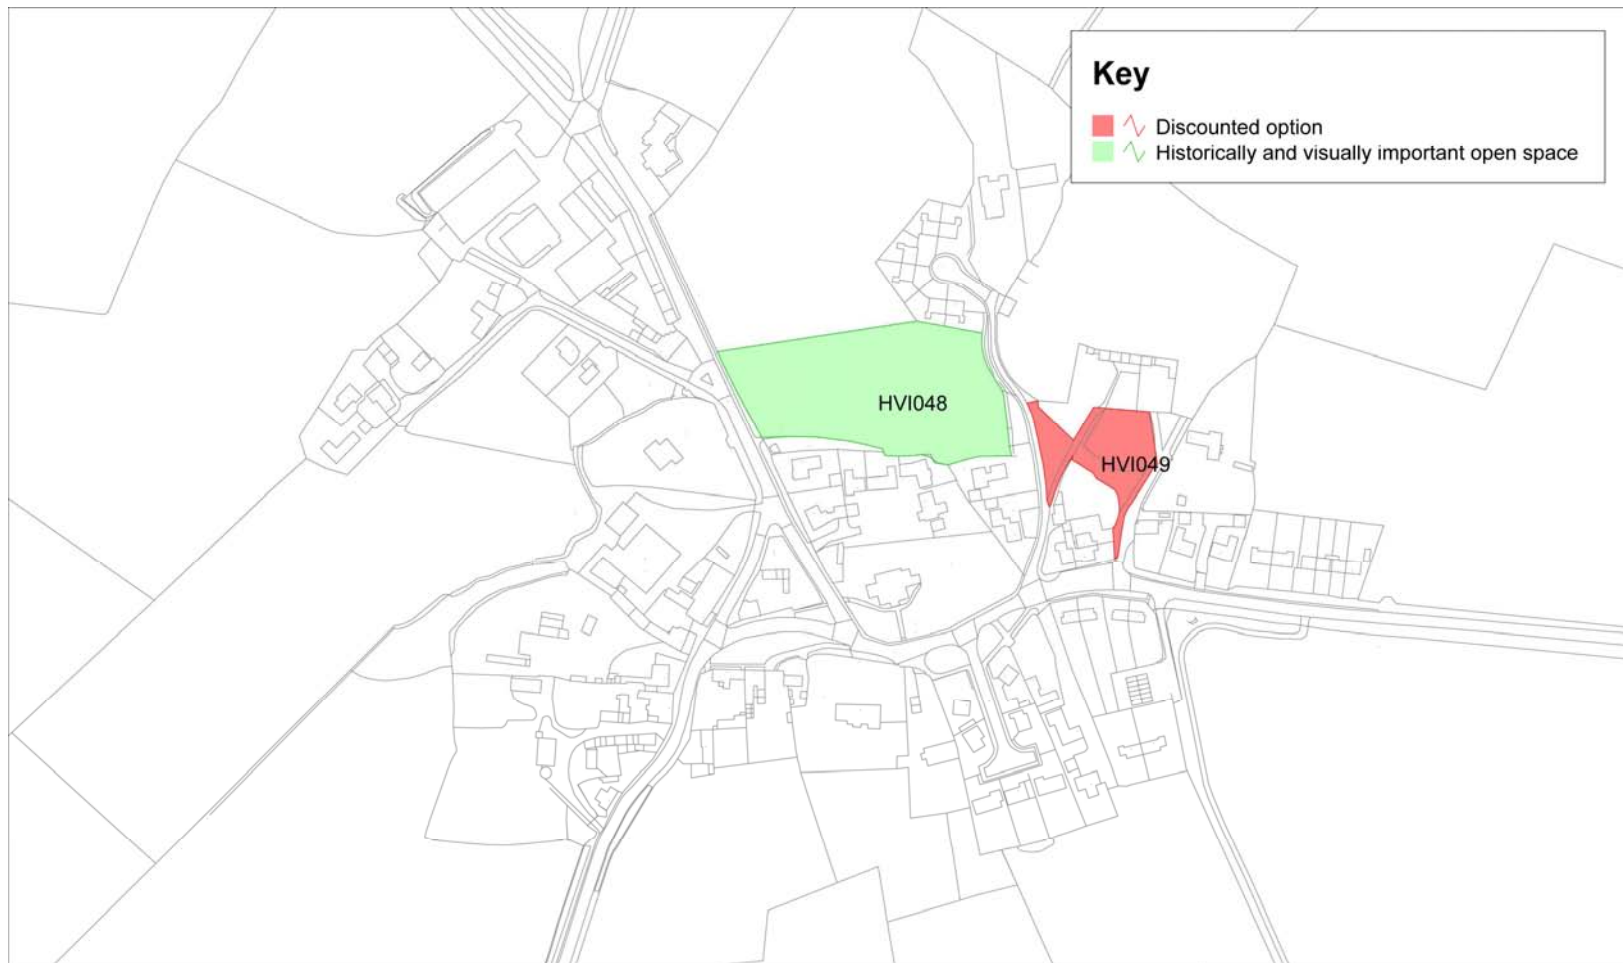 Key
Discounted option
Historically and visually important open space
HVI048
HVI049